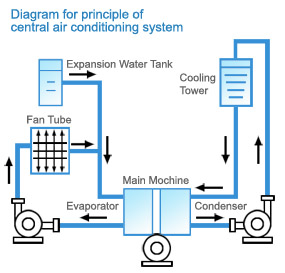 Diagram for principle of
central air conditioning system
Expansion Water Tank
Cooling
Tower
Fan Tube
Main Mochine
Evaporator
Condenser